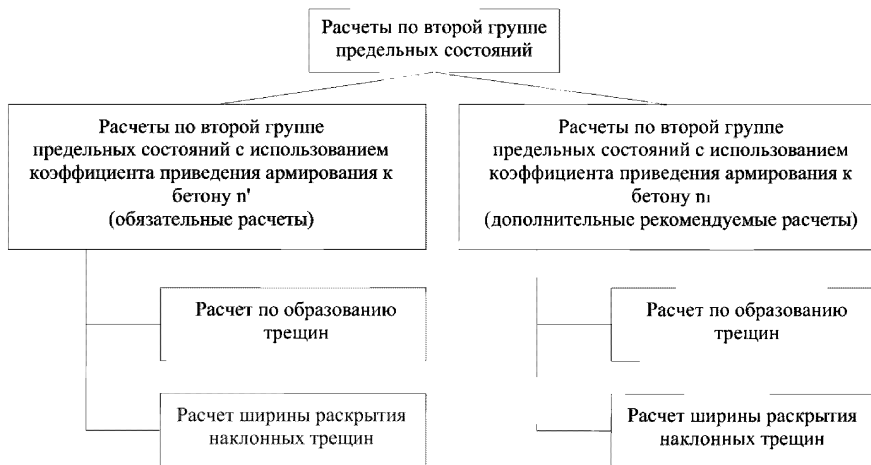 Расчеты по второй группе
предельных состояний
Расчеты по второй группе
предельных состояний с использованием
коэффициента приведения армирования к
бетону n'
(обязательные расчеты)
Расчеты по второй группе
предельных состояний с использованием
коэффициента приведения армирования к
бетону n₁
(дополнительные рекомендуемые расчеты)
Расчет по образованию
трещин
Расчет ширины раскрытия
наклонных трещин
Расчет по образованию
трещин
Расчет ширины раскрытия
наклонных трещин